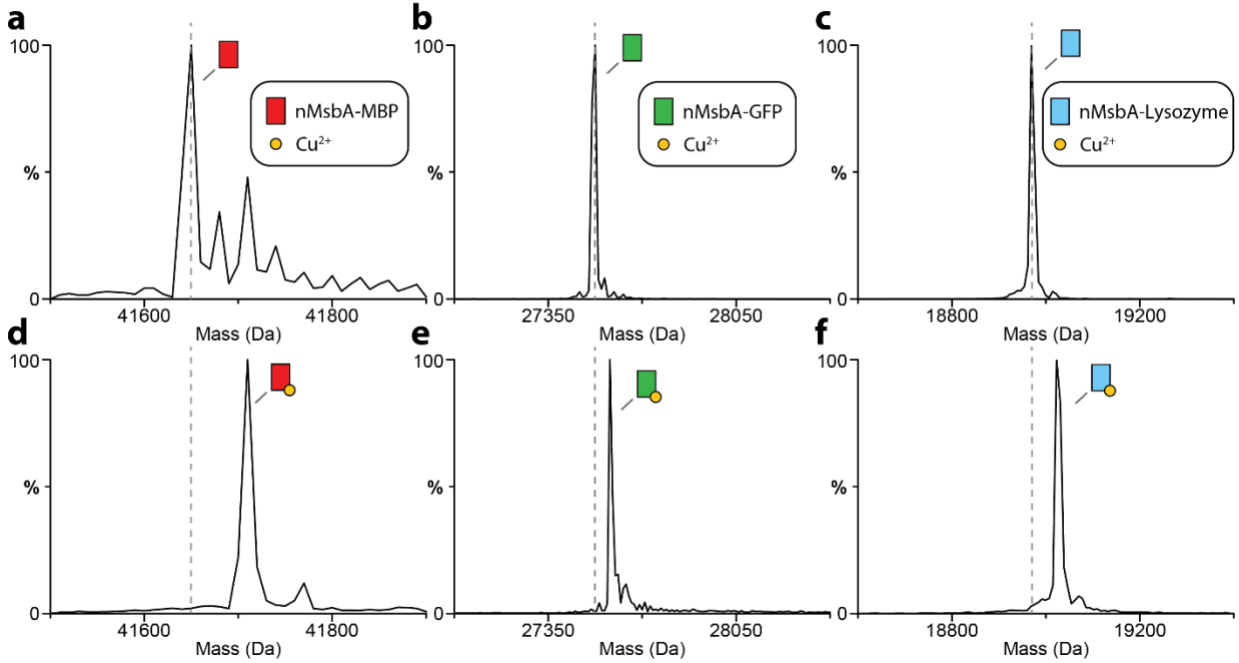 a
100
%
0
nMsbA-MBP
Cu²⁺
41600
41800
Mass (Da)
b
100
%
0
nMsbA-GFP
Cu²⁺
27350
28050
Mass (Da)
c
100
%
0
nMsbA-Lysozyme
Cu²⁺
18800
19200
Mass (Da)
d
100
%
0
41600
41800
Mass (Da)
e
100
%
0
27350
28050
Mass (Da)
f
100
%
0
18800
19200
Mass (Da)